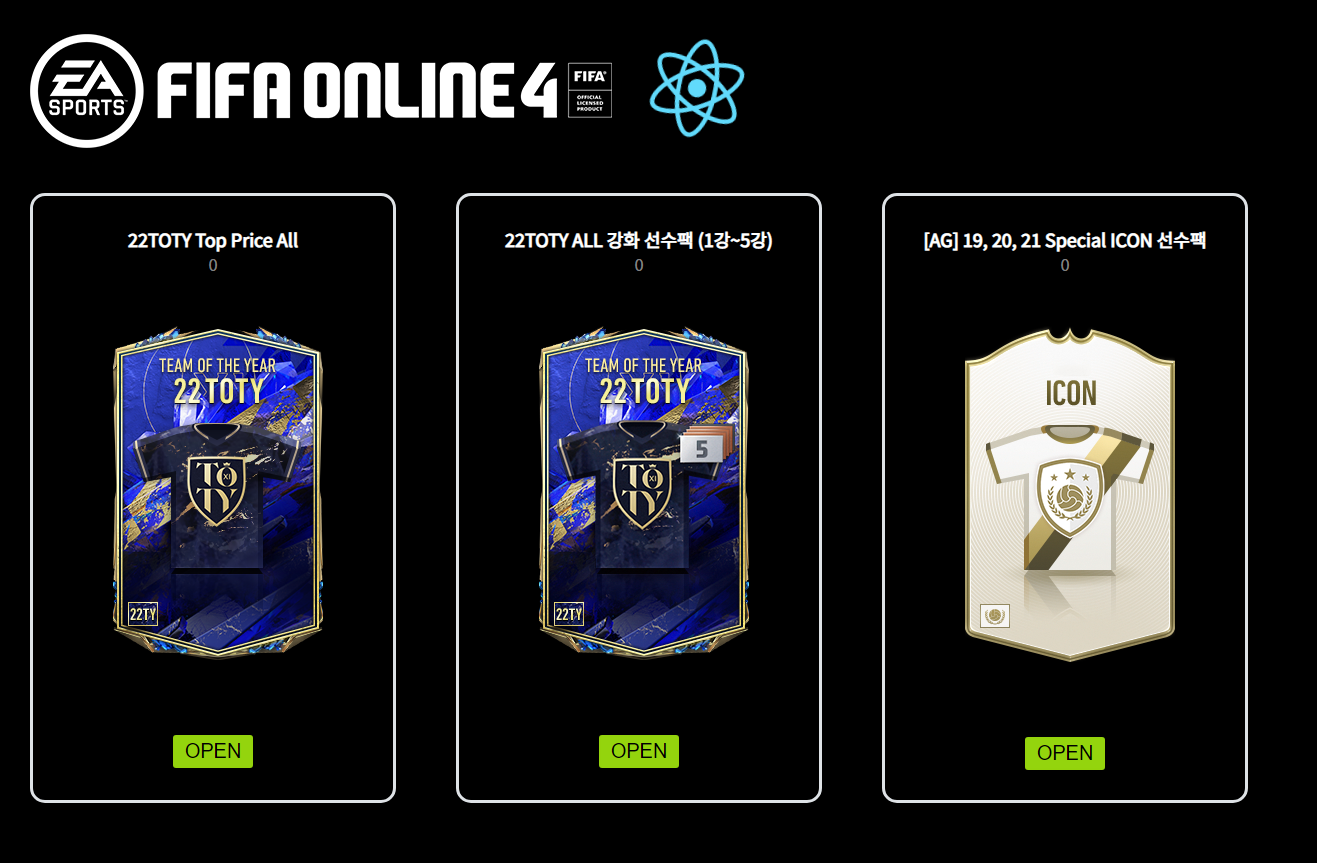 EA
SPORTS
FIFA ONLINE 4
FIFA
OFFICIAL
LICENSED
PRODUCT
22TOTY Top Price All
0
TEAM OF THE YEAR
22 TOTY
TO
XI
TY
22TY
OPEN
22TOTY ALL 강화 선수팩 (1강~5강)
0
TEAM OF THE YEAR
22 TOTY
5
TO
XI
TY
22TY
OPEN
[AG] 19, 20, 21 Special ICON 선수팩
0
ICON
OPEN